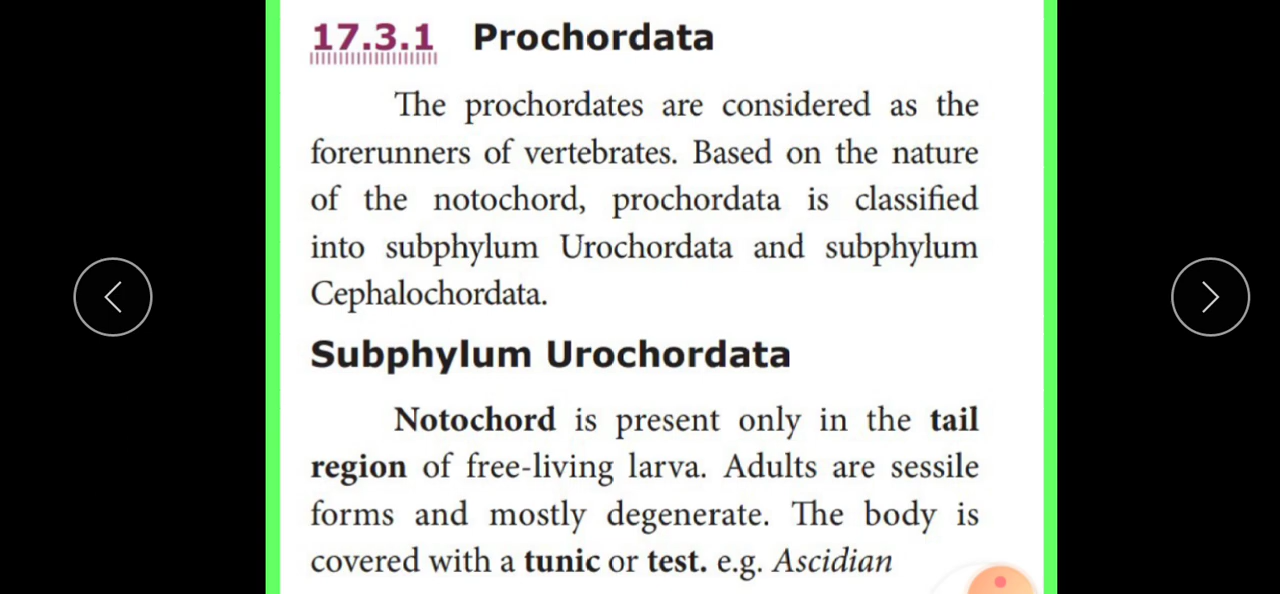 17.3.1 Prochordata
The prochordates are considered as the
forerunners of vertebrates. Based on the nature
of the notochord, prochordata is classified
into subphylum Urochordata and subphylum
Cephalochordata.
Subphylum Urochordata
Notochord is present only in the tail
region of free-living larva. Adults are sessile
forms and mostly degenerate. The body is
covered with a tunic or test. e.g. Ascidian